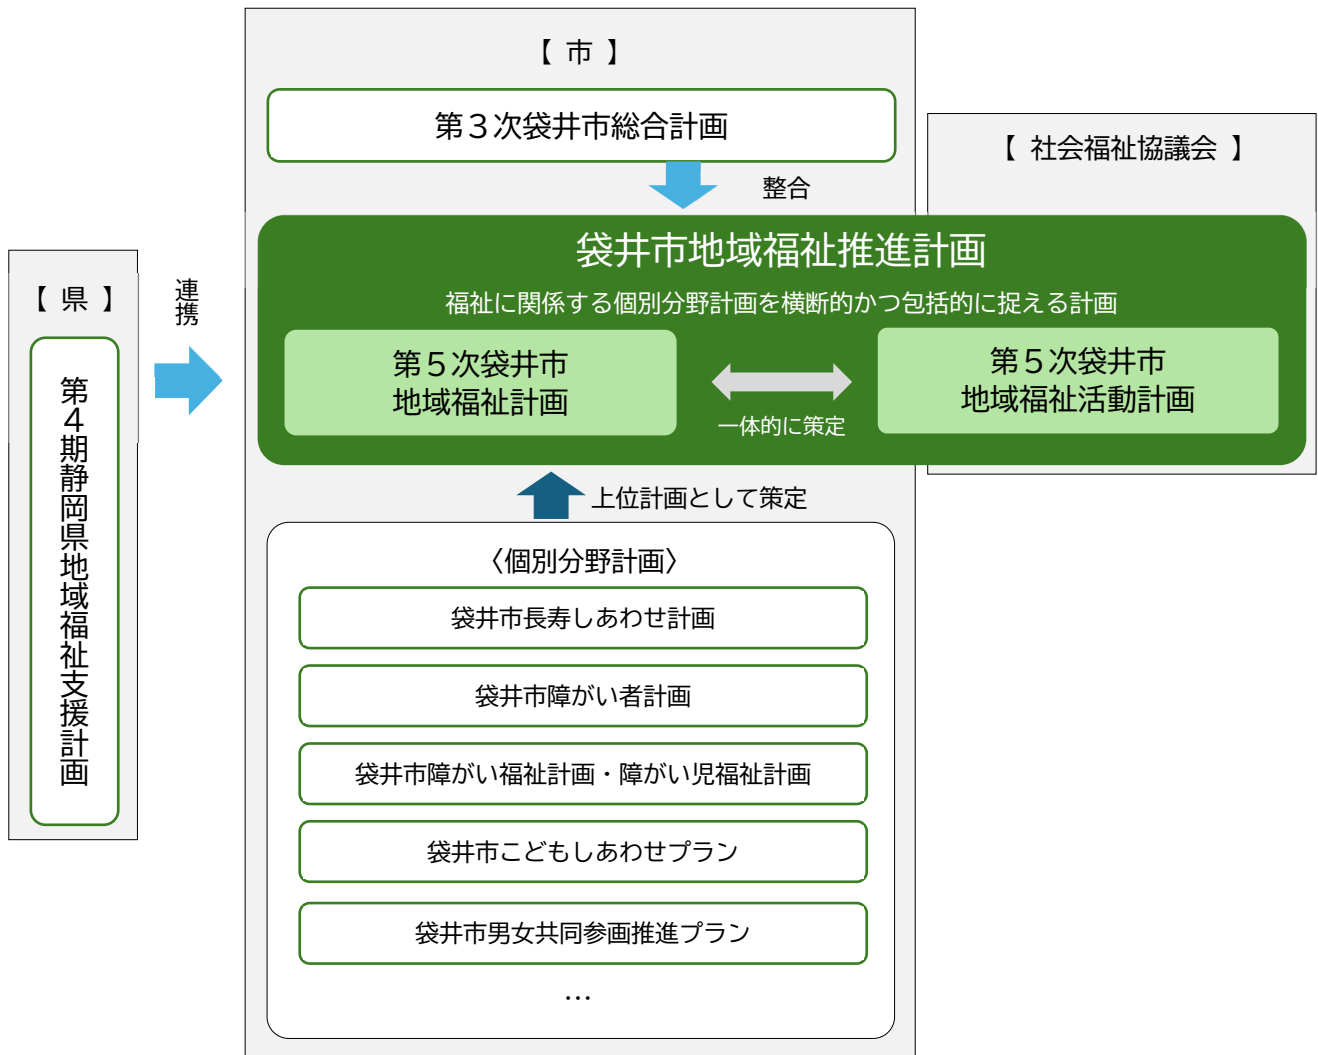 【 市 】
第３次袋井市総合計画
整合
【 社会福祉協議会 】
【 県 】
第４期静岡県地域福祉支援計画
連携
袋井市地域福祉推進計画
福祉に関係する個別分野計画を横断的かつ包括的に捉える計画
第５次袋井市
地域福祉計画
一体的に策定
第５次袋井市
地域福祉活動計画
上位計画として策定
〈個別分野計画〉
袋井市長寿しあわせ計画
袋井市障がい者計画
袋井市障がい福祉計画・障がい児福祉計画
袋井市こどもしあわせプラン
袋井市男女共同参画推進プラン
…